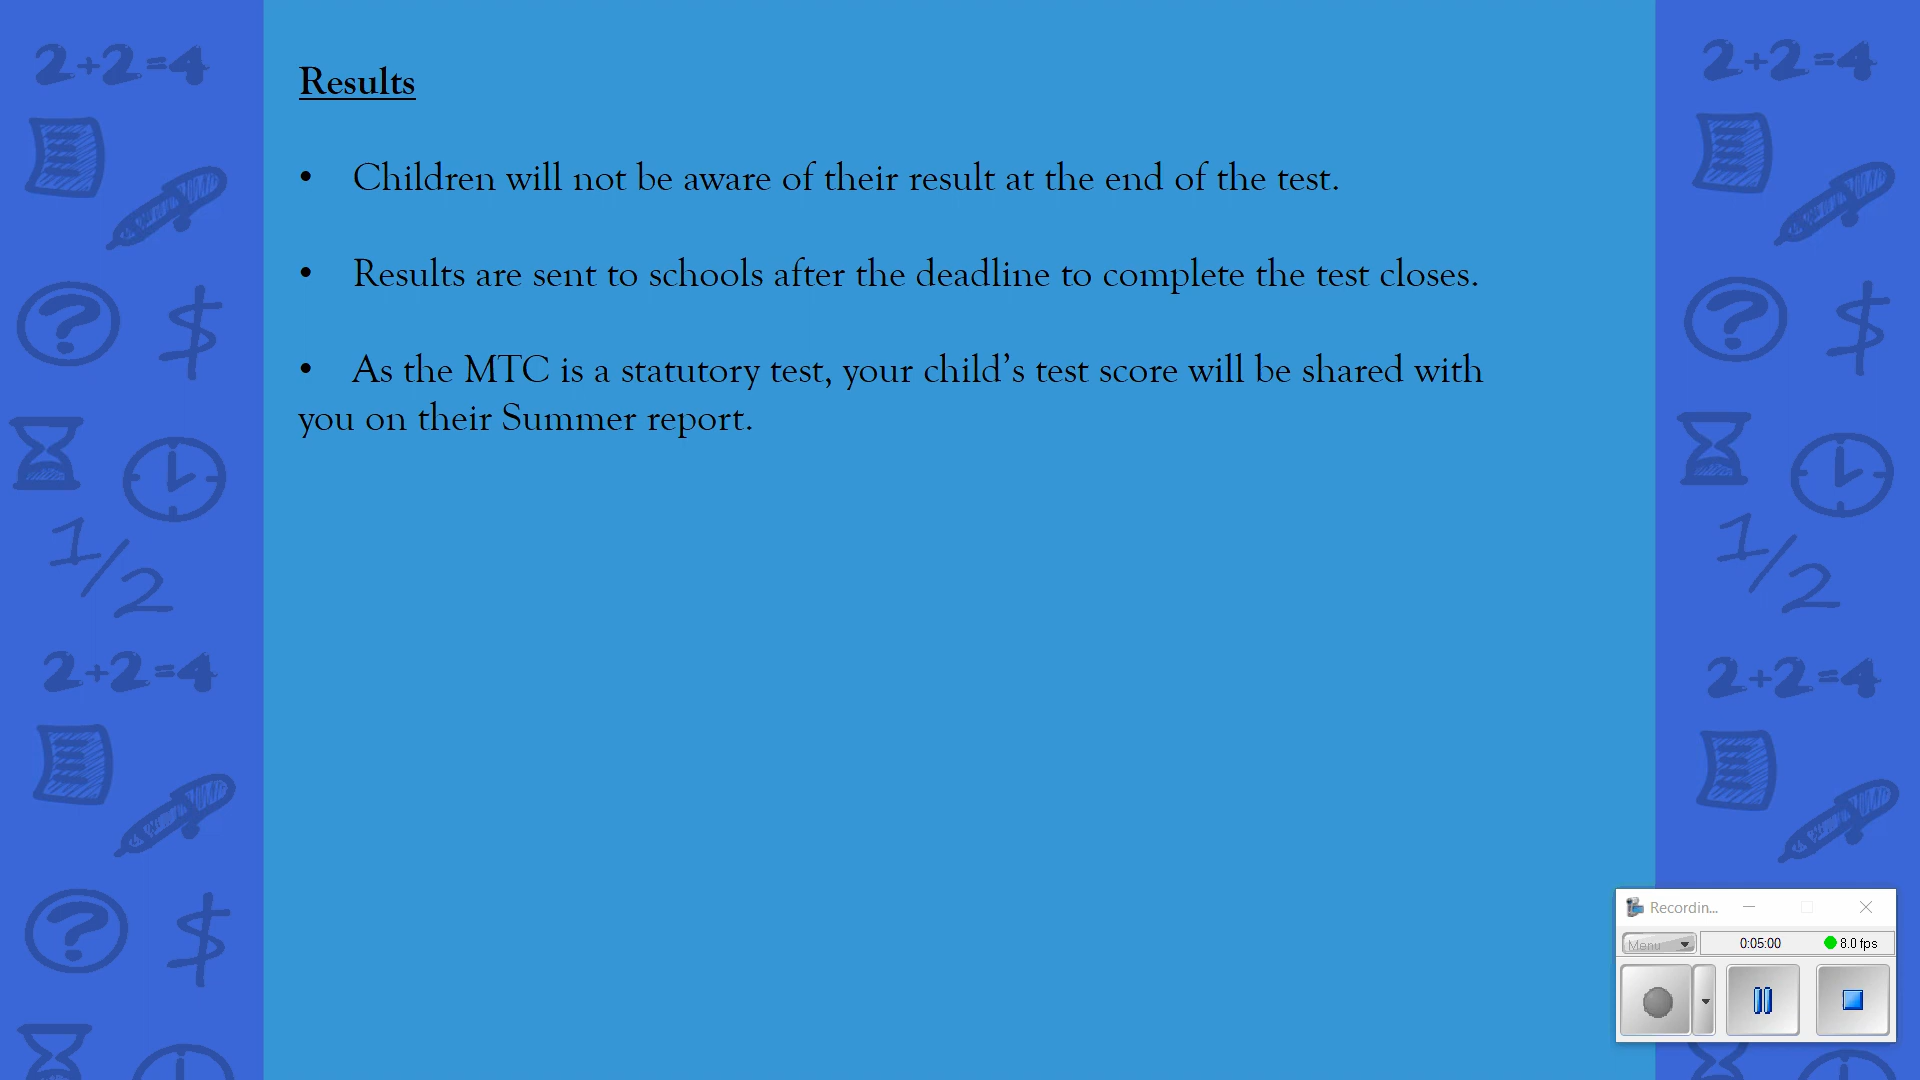 2+2=4
2+2=4
Results
• Children will not be aware of their result at the end of the test.
• Results are sent to schools after the deadline to complete the test closes.
• As the MTC is a statutory test, your child’s test score will be shared with
you on their Summer report.
?
$
?
$
1/2
1/2
2+2=4
2+2=4
?
$
Recordin...
Menu
0:05:00
8.0 fps